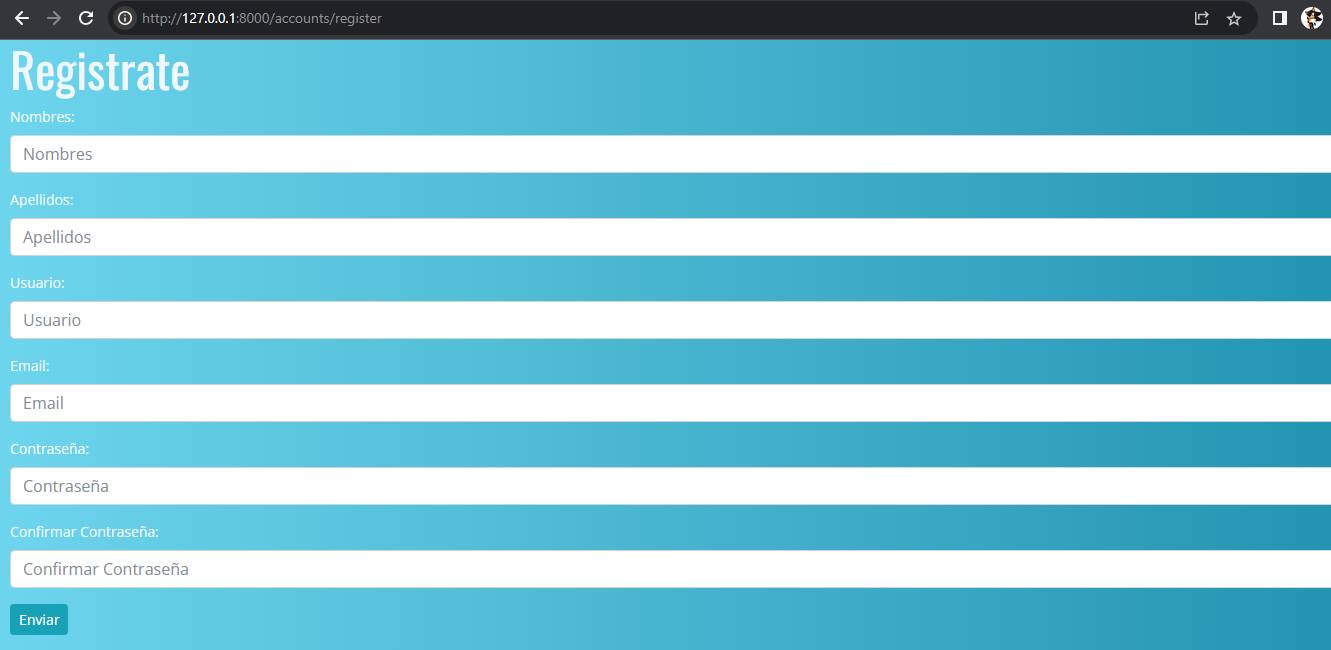 http://127.0.0.1:8000/accounts/register
Registrate
Nombres:
Nombres
Apellidos:
Apellidos
Usuario:
Usuario
Email:
Email
Contraseña:
Contraseña
Confirmar Contraseña:
Confirmar Contraseña
Enviar